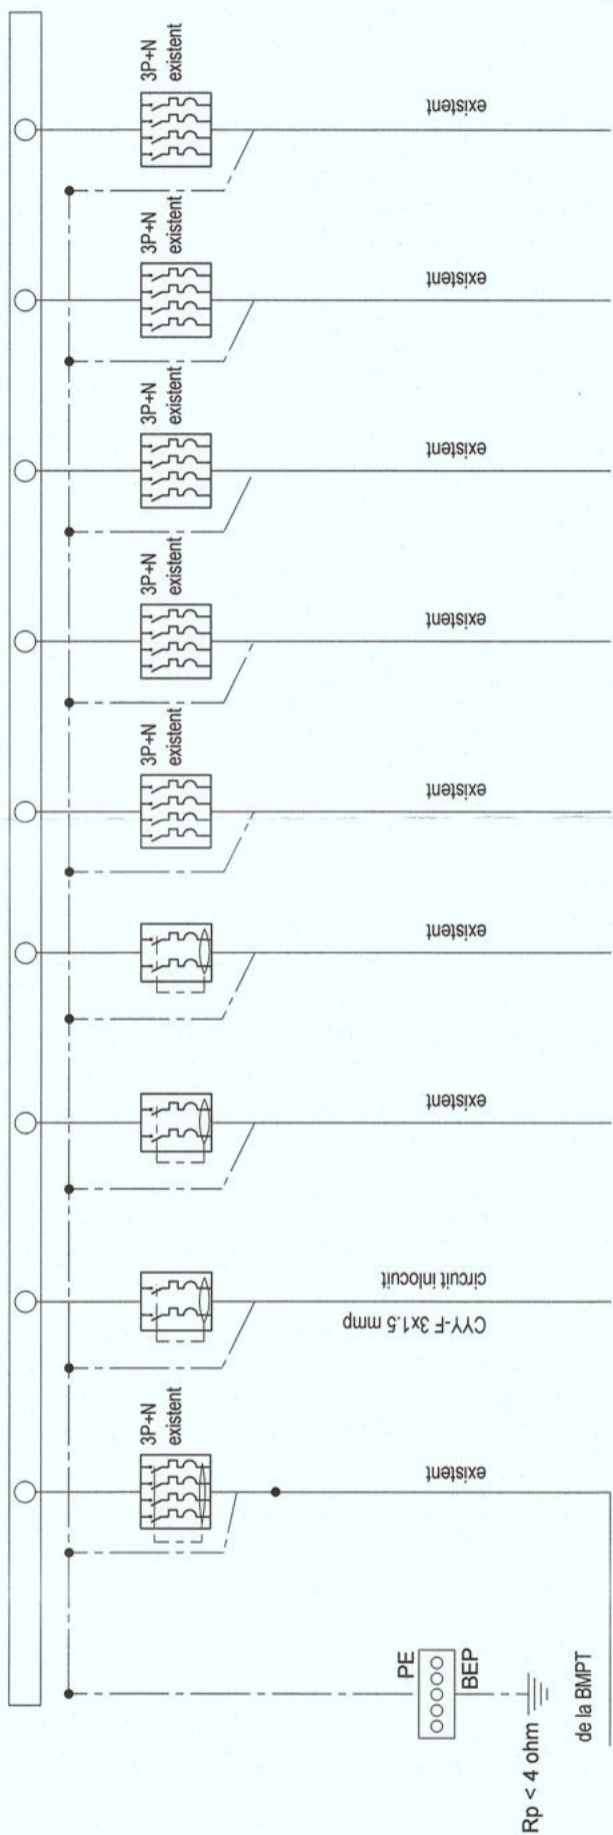 3P+N
existent
existent
3P+N
existent
existent
3P+N
existent
existent
3P+N
existent
existent
3P+N
existent
existent
existent
existent
circuit inlocuit
CYY-F 3x1.5 mmp
3P+N
existent
existent
PE
BEP
Rp < 4 ohm
de la BMPT